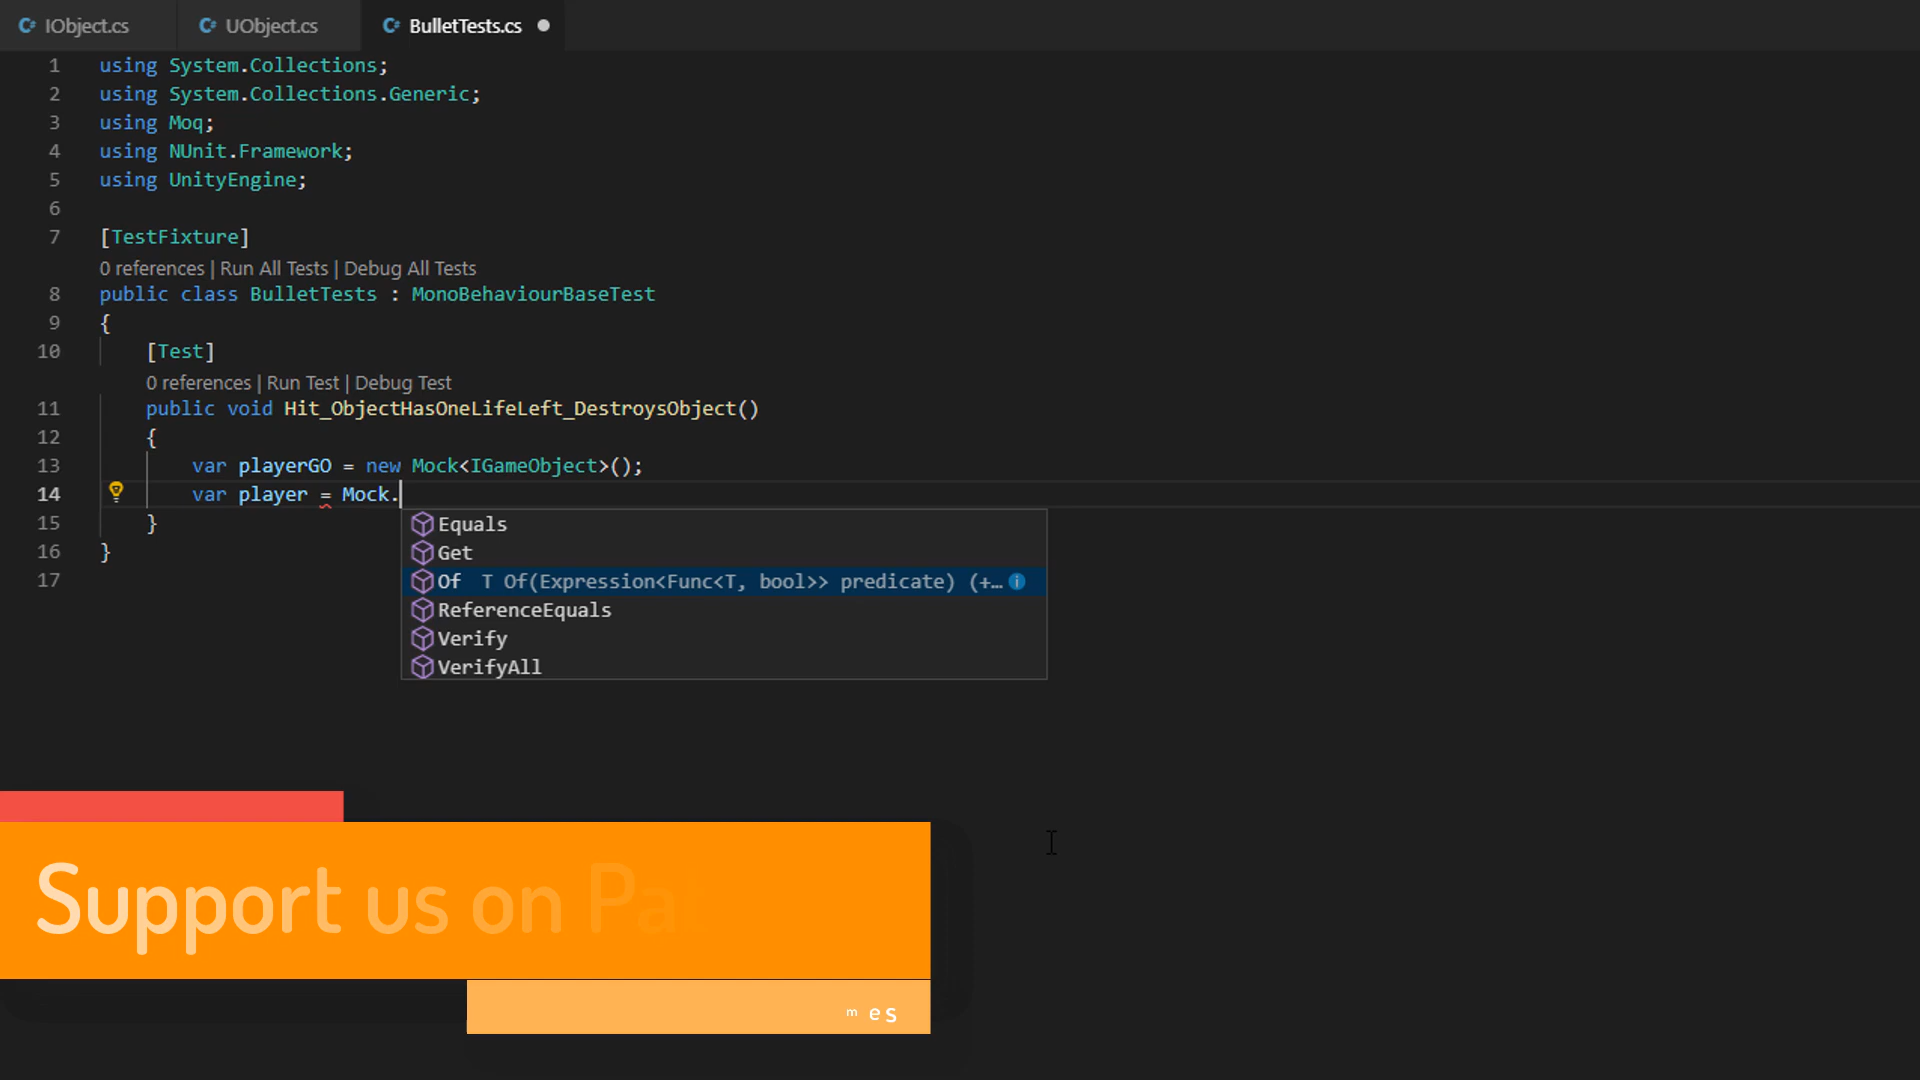 IObject.cs UObject.cs BulletTests.cs
1 using System.Collections;
2 using System.Collections.Generic;
3 using Moq;
4 using NUnit.Framework;
5 using UnityEngine;
6
7 [TestFixture]
0 references | Run All Tests | Debug All Tests
8 public class BulletTests : MonoBehaviourBaseTest
9 {
10 [Test]
0 references | Run Test | Debug Test
11 public void Hit_ObjectHasOneLifeLeft_DestroysObject()
12 {
13 var playerGO = new Mock<IGameObject>();
14 var player = Mock.
15 }
16 }
17
Equals
Get
Of T Of(Expression<Func<T, bool>> predicate) (+…
ReferenceEquals
Verify
VerifyAll
Support us on Pat
m es